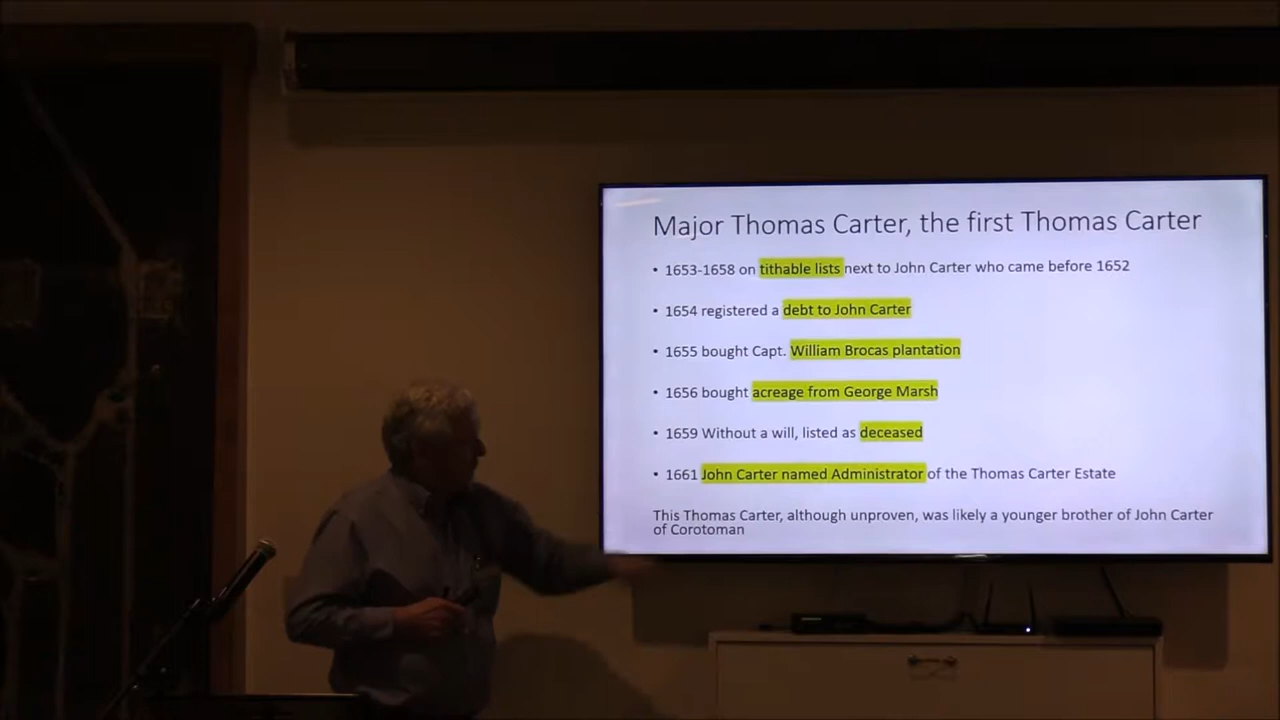 Major Thomas Carter, the first Thomas Carter
• 1653-1658 on tithable lists next to John Carter who came before 1652
• 1654 registered a debt to John Carter
• 1655 bought Capt. William Brocas plantation
• 1656 bought acreage from George Marsh
• 1659 Without a will, listed as deceased
• 1661 John Carter named Administrator of the Thomas Carter Estate
This Thomas Carter, although unproven, was likely a younger brother of John Carter
of Corotoman